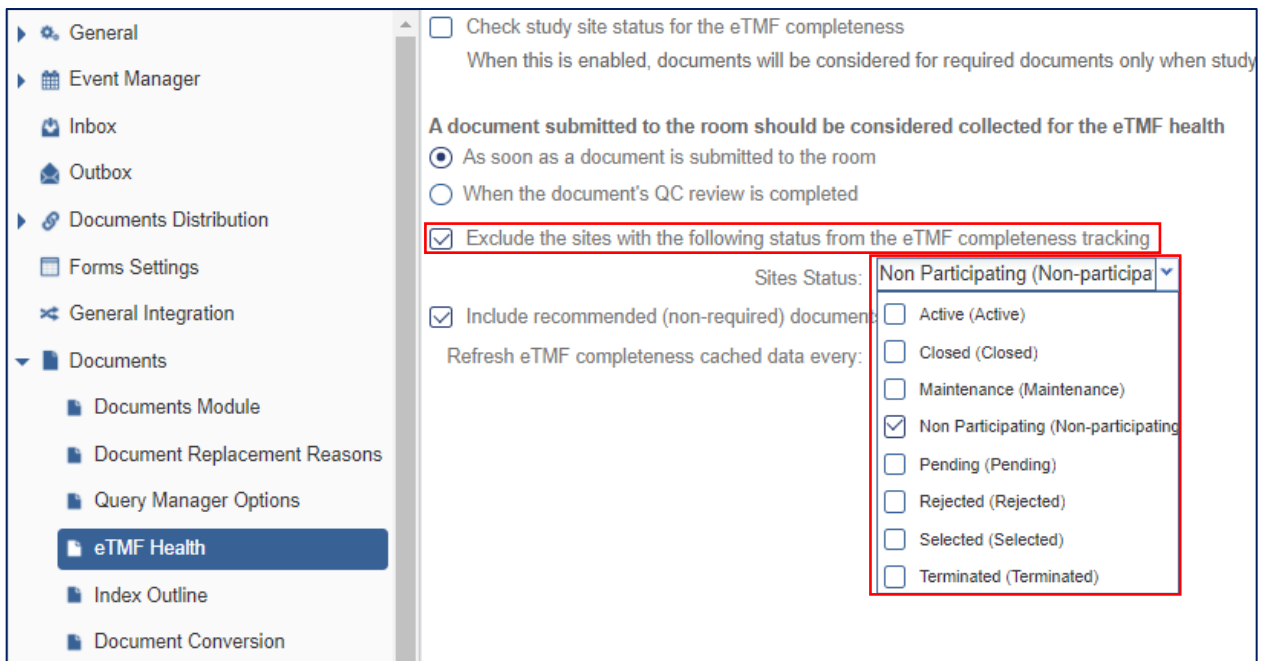 General
Event Manager
Inbox
Outbox
Documents Distribution
Forms Settings
General Integration
Documents
Documents Module
Document Replacement Reasons
Query Manager Options
eTMF Health
Index Outline
Document Conversion
Check study site status for the eTMF completeness
When this is enabled, documents will be considered for required documents only when study
A document submitted to the room should be considered collected for the eTMF health
As soon as a document is submitted to the room
When the document's QC review is completed
Exclude the sites with the following status from the eTMF completeness tracking
Sites Status: Non Participating (Non-participa
Include recommended (non-required) document
Refresh eTMF completeness cached data every:
Active (Active)
Closed (Closed)
Maintenance (Maintenance)
Non Participating (Non-participating
Pending (Pending)
Rejected (Rejected)
Selected (Selected)
Terminated (Terminated)